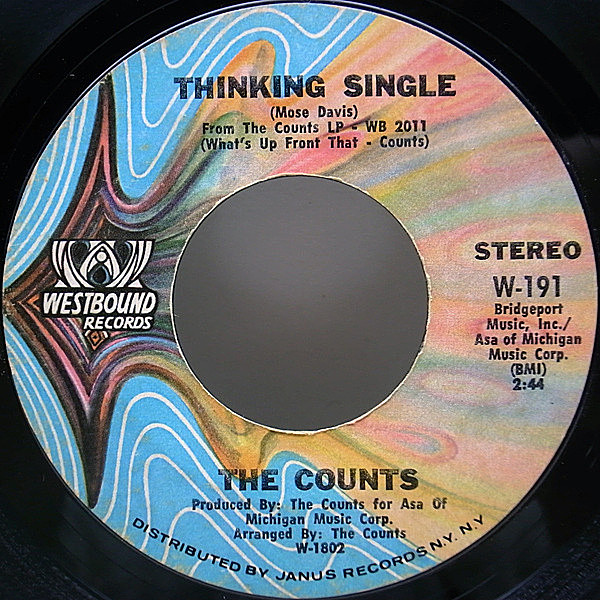 THINKING SINGLE
(Mose Davis)
From The Counts LP - WB 2011
(What's Up Front That - Counts)
WESTBOUND
RECORDS
STEREO
W-191
Bridgeport
Music, Inc./
Asa of Michigan
Music Corp.
(BMI)
2:44
THE COUNTS
Produced By: The Counts for Asa Of
Michigan Music Corp.
Arranged By: The Counts
W-1802
DISTRIBUTED BY JANUS RECORDS N.Y. N.Y